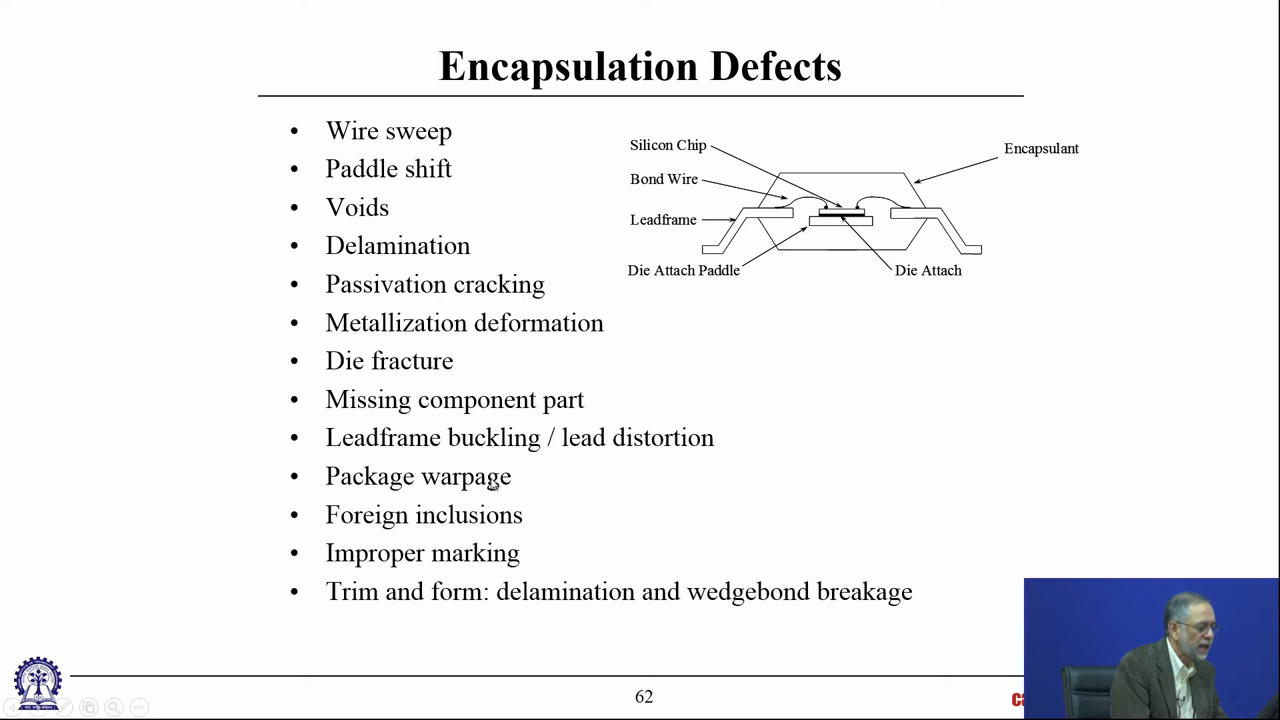 Encapsulation Defects
• Wire sweep
• Paddle shift
• Voids
• Delamination
• Passivation cracking
• Metallization deformation
• Die fracture
• Missing component part
• Leadframe buckling / lead distortion
• Package warpage
• Foreign inclusions
• Improper marking
• Trim and form: delamination and wedgebond breakage
Silicon Chip
Bond Wire
Leadframe
Die Attach Paddle
Encapsulant
Die Attach
62